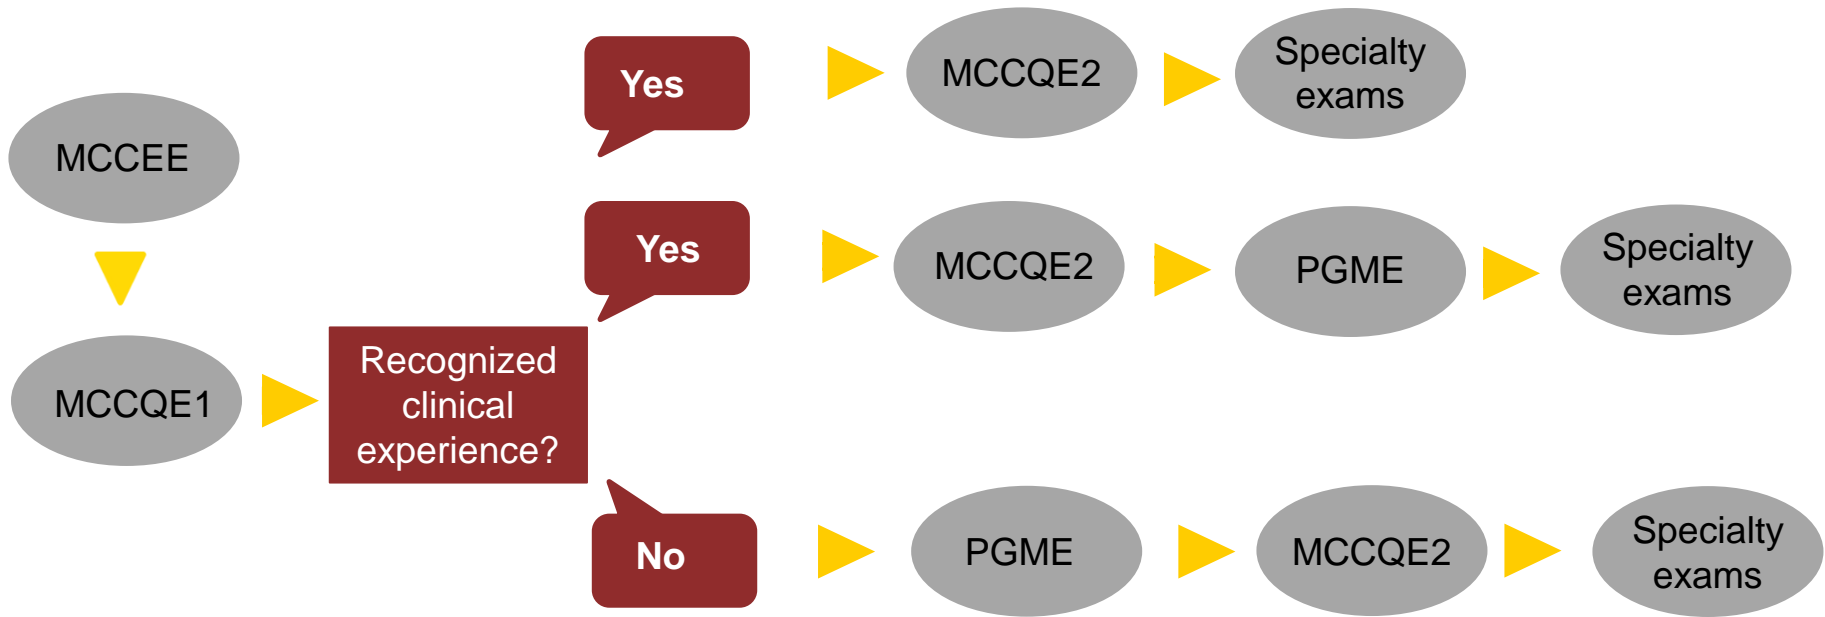 MCCEE
MCCQE1
Recognized
clinical
experience?
Yes
MCCQE2
Specialty
exams
Yes
MCCQE2
PGME
Specialty
exams
No
PGME
MCCQE2
Specialty
exams